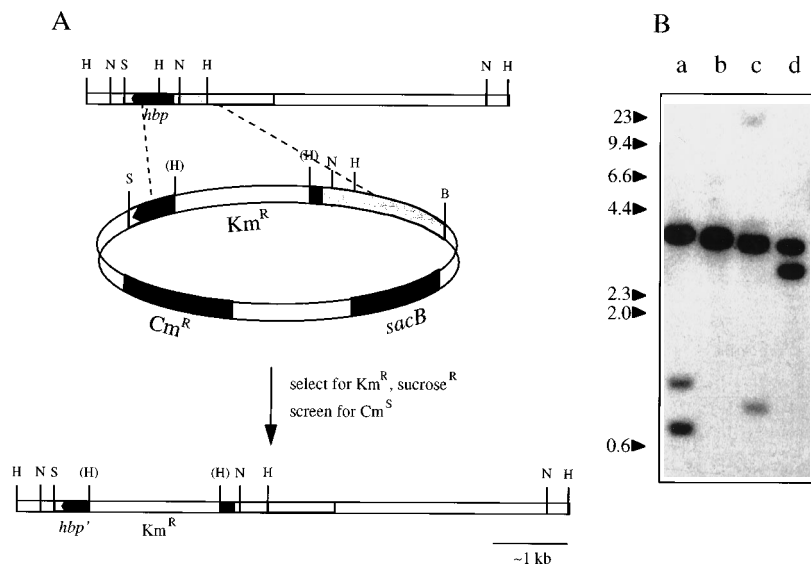 A
H N S H N H N H
hbp
S (H) (H) N H B
Km^R
Cm^R sacB
select for Km^R, sucrose^R
screen for Cm^S
H N S (H) (H) N H N H
hbp' Km^R
~1 kb
B
a b c d
23
9.4
6.6
4.4
2.3
2.0
0.6